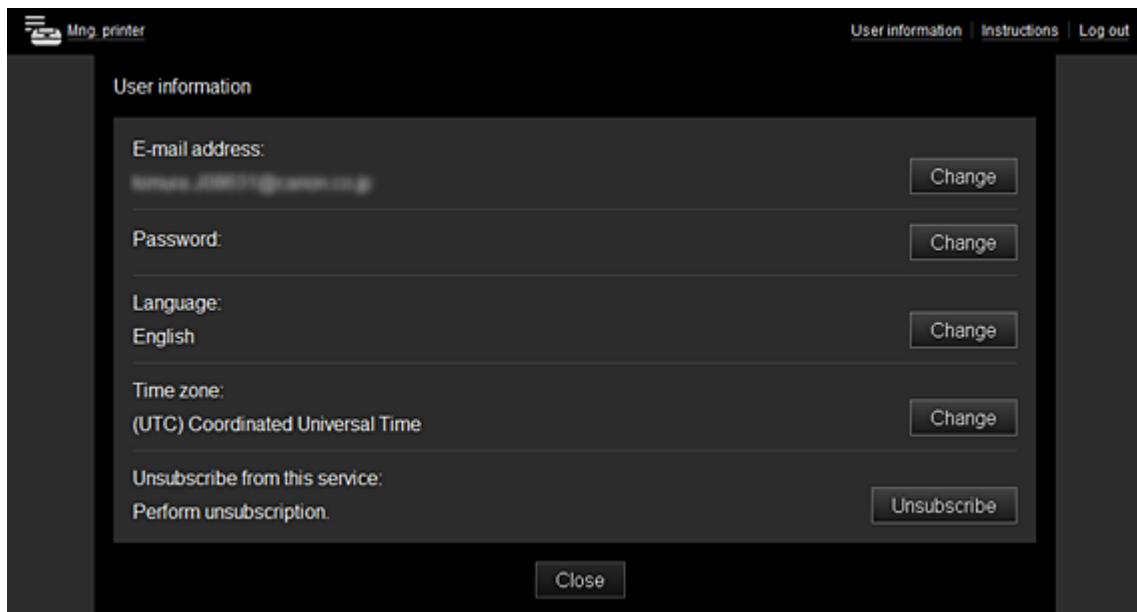 Mng. printer
User information | Instructions | Log out
User information
E-mail address:
Change
Password:
Change
Language:
English
Change
Time zone:
(UTC) Coordinated Universal Time
Change
Unsubscribe from this service:
Perform unsubscription.
Unsubscribe
Close